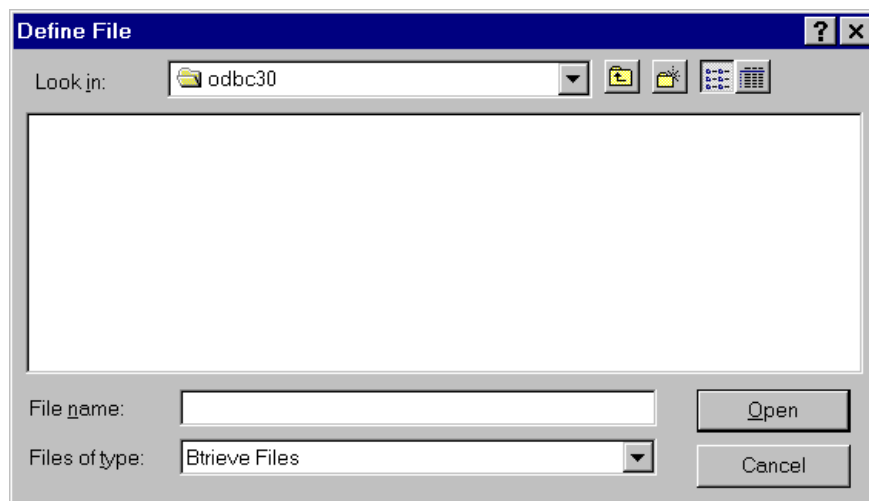 Define File
Look in:
odbc30
File name:
Open
Files of type:
Btrieve Files
Cancel